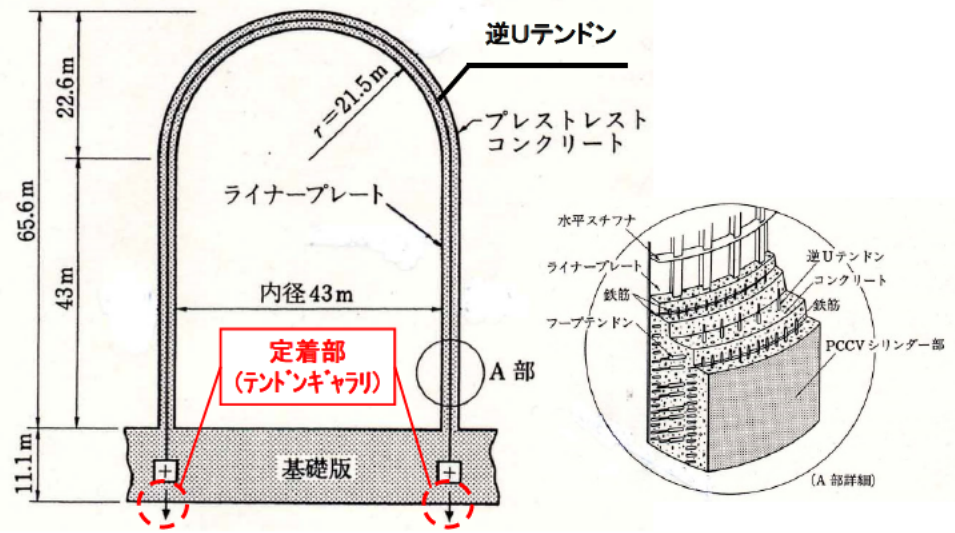 逆Uテンドン
プレストレスト
コンクリート
22.6m
r=21.5m
65.6m
43m
ライナープレート
内径43m
定着部
(テンドンギャラリ)
A部
11.1m
基礎版
水平スチフナ
ライナープレート
鉄筋
フープテンドン
逆Uテンドン
コンクリート
鉄筋
PCCVシリンダー部
(A部詳細)